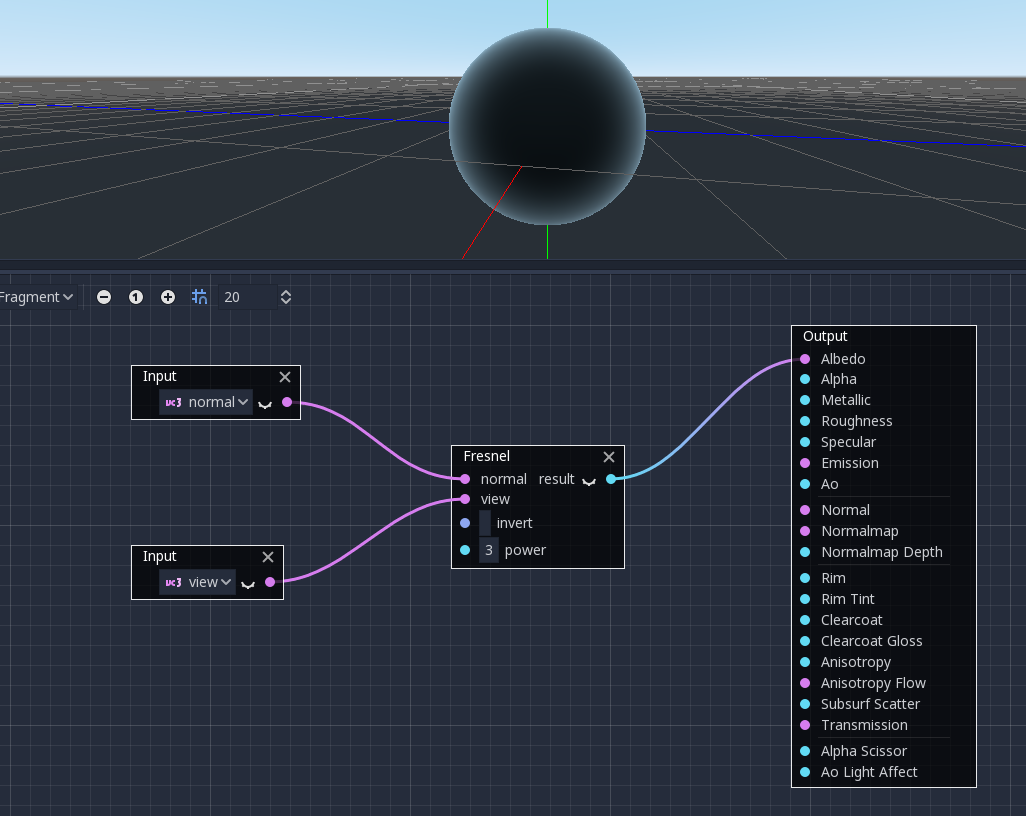 Fragment
1
20
Output
Albedo
Alpha
Metallic
Roughness
Specular
Emission
Ao
Normal
Normalmap
Normalmap Depth
Rim
Rim Tint
Clearcoat
Clearcoat Gloss
Anisotropy
Anisotropy Flow
Subsurf Scatter
Transmission
Alpha Scissor
Ao Light Affect
Input
vc3 normal
Fresnel
normal result
view
invert
3 power
Input
vc3 view